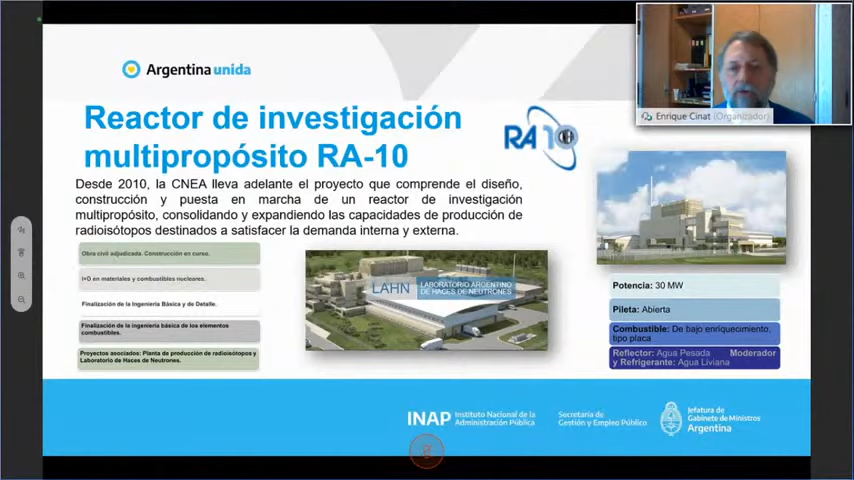 Argentina unida
Enrique Cinat (Organizador)
Reactor de investigación
multipropósito RA-10
RA10
Desde 2010, la CNEA lleva adelante el proyecto que comprende el diseño,
construcción y puesta en marcha de un reactor de investigación
multipropósito, consolidando y expandiendo las capacidades de producción de
radioisótopos destinados a satisfacer la demanda interna y externa.
Obra civil adjudicada. Construcción en curso.
I+D en materiales y combustibles nucleares.
Finalización de la Ingeniería Básica y de Detalle.
Finalización de la ingeniería básica de los elementos
combustibles.
Proyectos asociados: Planta de producción de radioisótopos y
Laboratorio de Haces de Neutrones.
LAHN
LABORATORIO ARGENTINO
DE HACES DE NEUTRONES
Potencia: 30 MW
Pileta: Abierta
Combustible: De bajo enriquecimiento,
tipo placa
Reflector: Agua Pesada Moderador
y Refrigerante: Agua Liviana
INAP
Instituto Nacional de la
Administración Pública
Secretaría de
Gestión y Empleo Público
Jefatura de
Gabinete de Ministros
Argentina